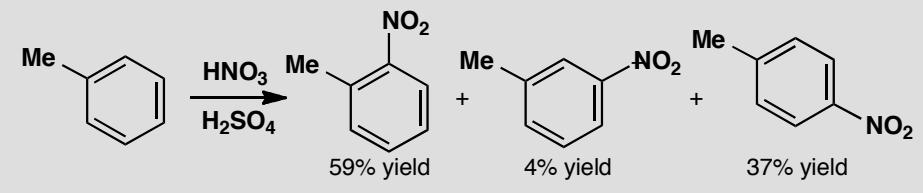 Me
HNO3
H2SO4
Me
NO2
59% yield
+
Me
NO2
4% yield
+
Me
NO2
37% yield